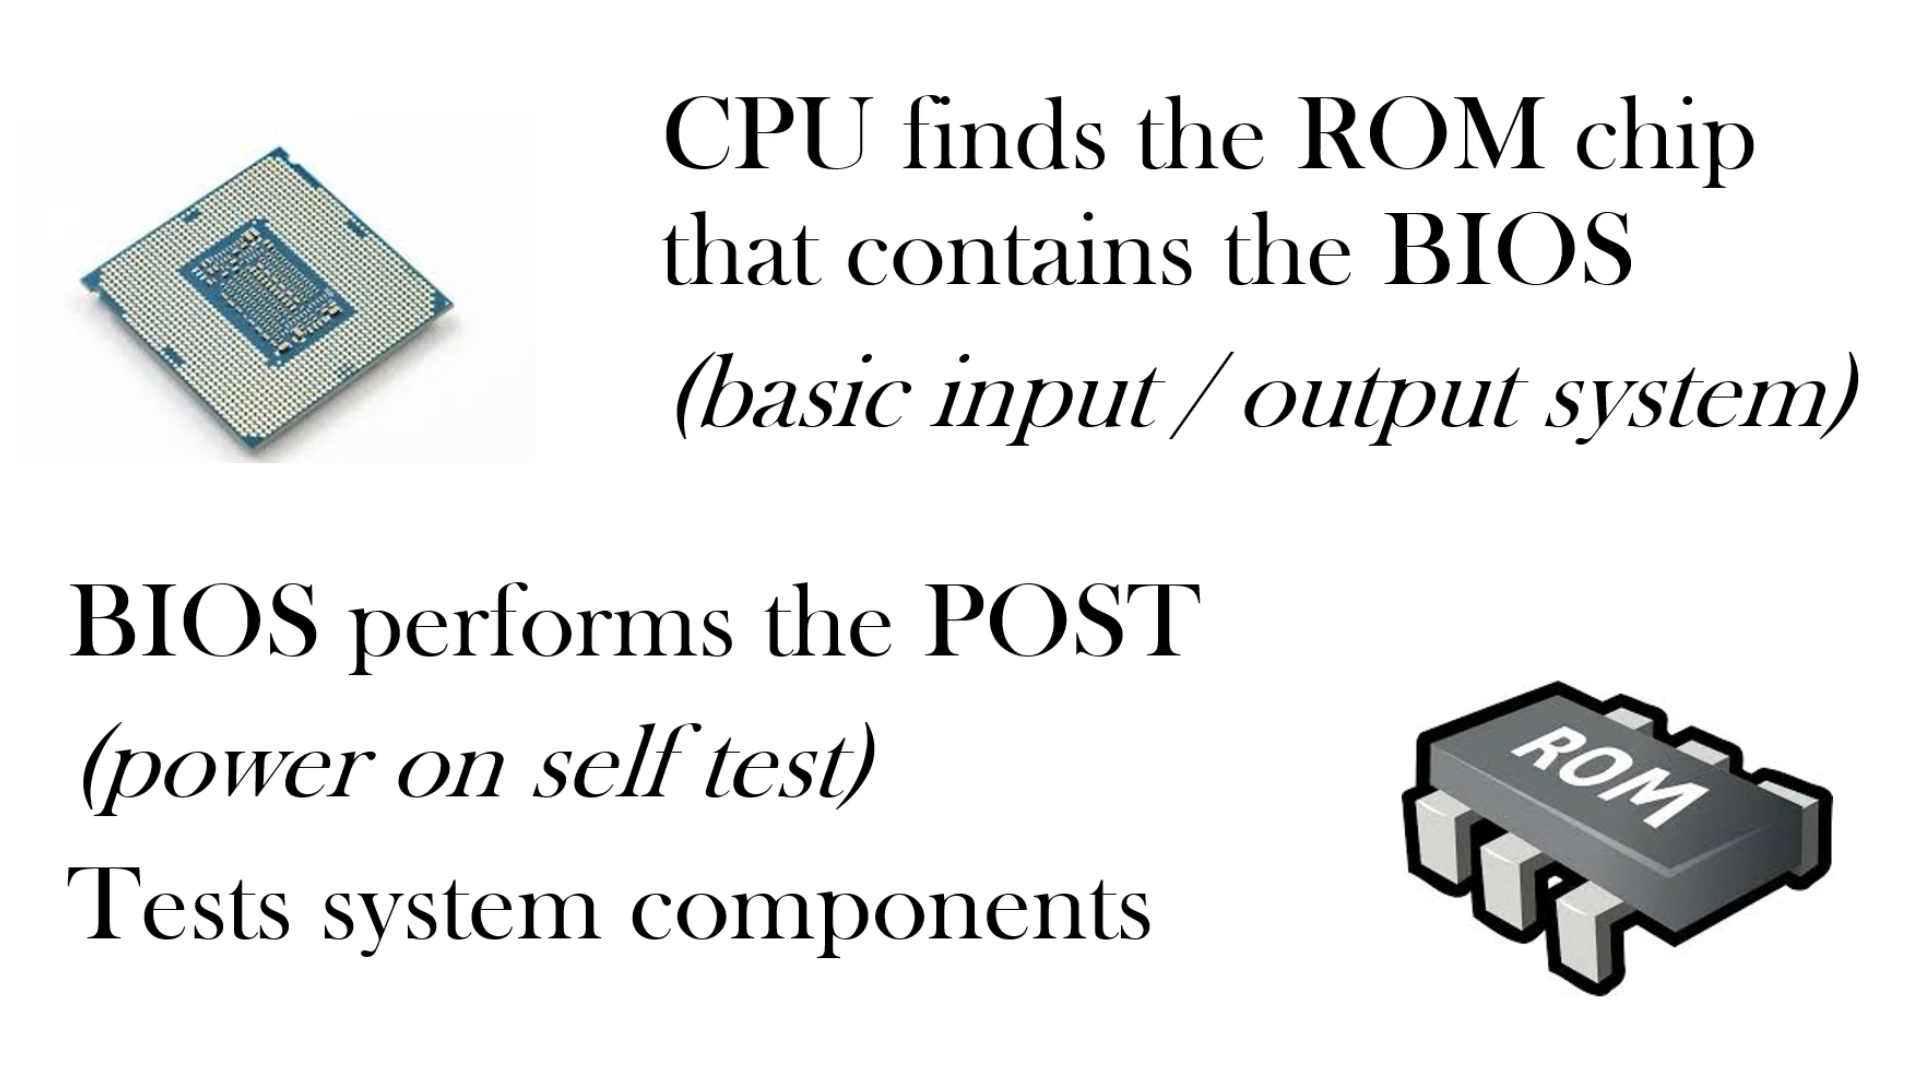 CPU finds the ROM chip
that contains the BIOS
(basic input / output system)
BIOS performs the POST
(power on self test)
Tests system components
ROM